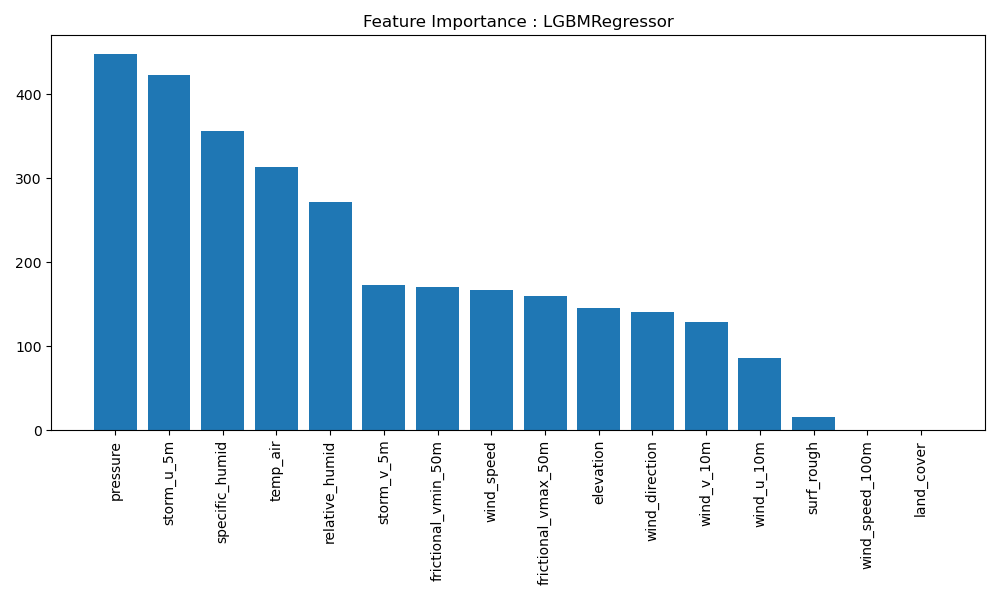 Feature Importance : LGBMRegressor
400
300
200
100
0
pressure
storm_u_5m
specific_humid
temp_air
relative_humid
storm_v_5m
frictional_vmin_50m
wind_speed
frictional_vmax_50m
elevation
wind_direction
wind_v_10m
wind_u_10m
surf_rough
wind_speed_100m
land_cover